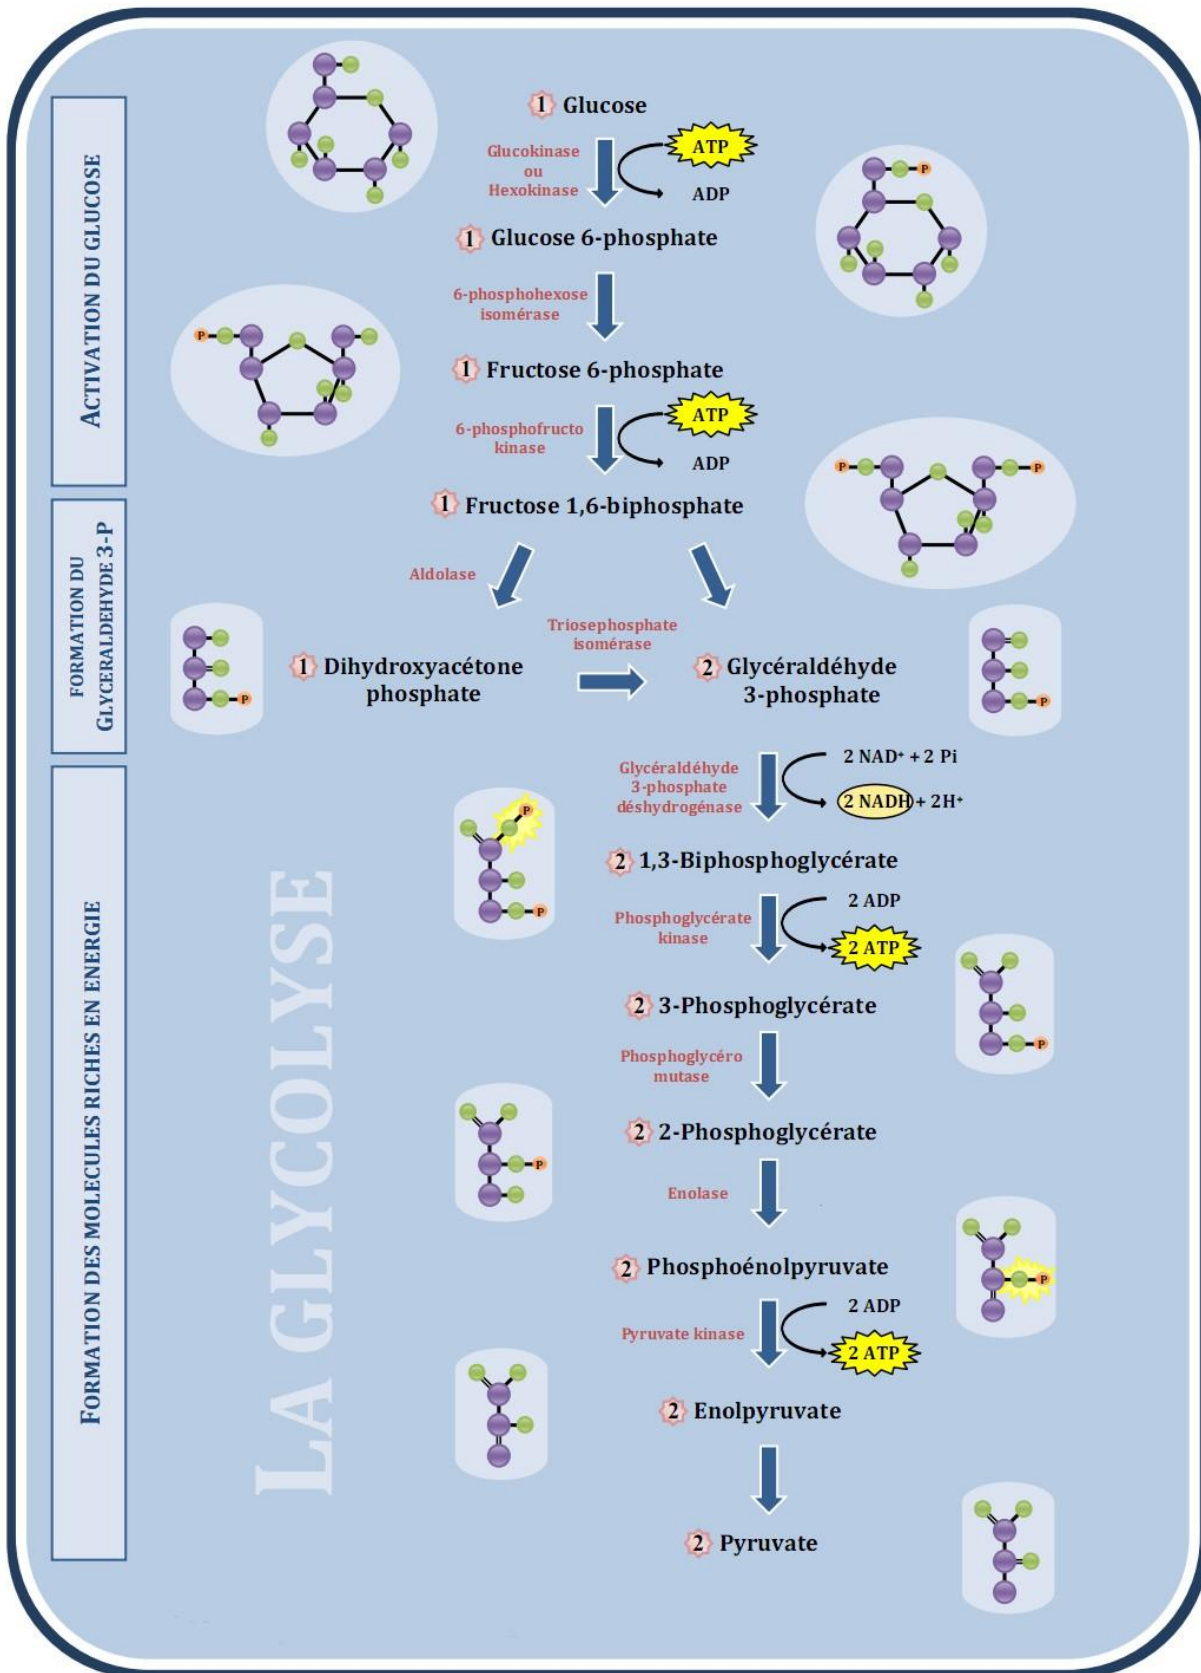 ACTIVATION DU GLUCOSE
FORMATION DU
GLYCERALDEHYDE 3-P
FORMATION DES MOLECULES RICHES EN ENERGIE
LA GLYCOLYSE
1 Glucose
Glucokinase
ou
Hexokinase
ATP
ADP
P
1 Glucose 6-phosphate
6-phosphohexose
isomérase
P
1 Fructose 6-phosphate
6-phosphofructo
kinase
ATP
ADP
P P
1 Fructose 1,6-biphosphate
Aldolase
Triosephosphate
isomérase
1 Dihydroxyacétone
phosphate
P
2 Glycéraldéhyde
3-phosphate
P
Glycéraldéhyde
3-phosphate
déshydrogénase
2 NAD⁺ + 2 Pi
2 NADH + 2H⁺
P
P
2 1,3-Biphosphoglycérate
Phosphoglycérate
kinase
2 ADP
2 ATP
2 3-Phosphoglycérate
P
Phosphoglycéro
mutase
2 2-Phosphoglycérate
P
Enolase
2 Phosphoénolpyruvate
P
Pyruvate kinase
2 ADP
2 ATP
2 Enolpyruvate
2 Pyruvate